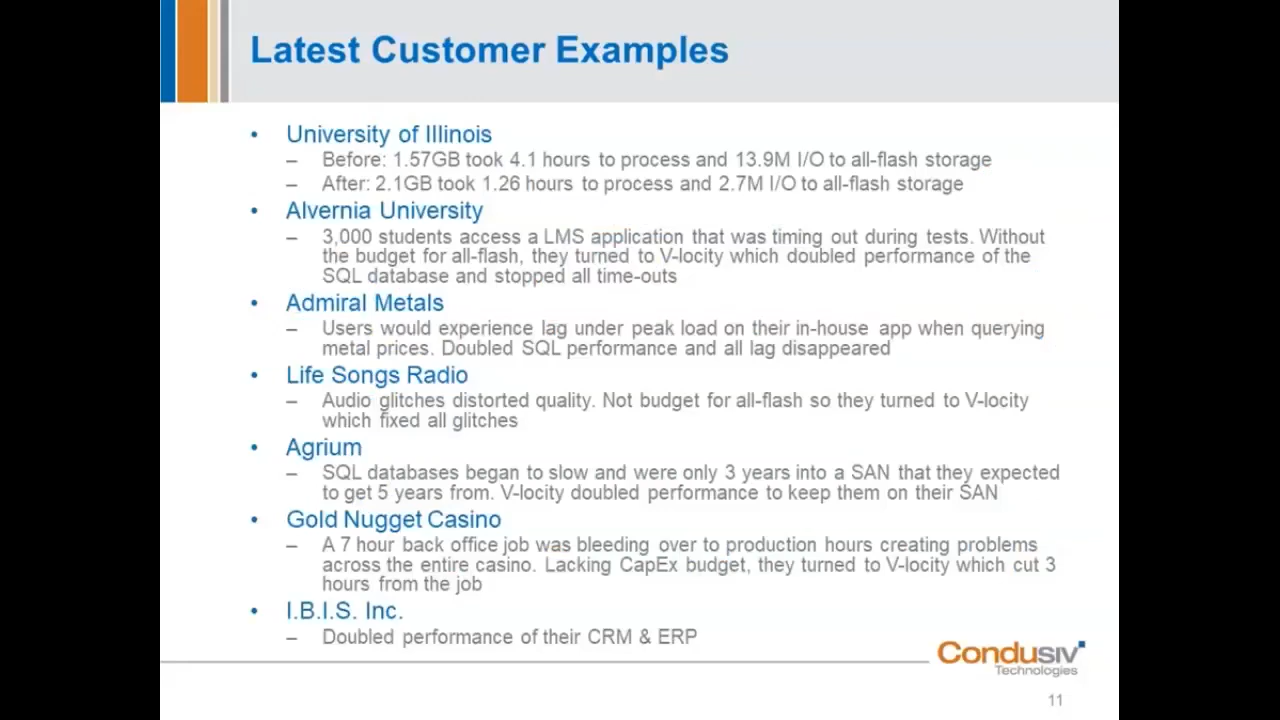 Latest Customer Examples
• University of Illinois
– Before: 1.57GB took 4.1 hours to process and 13.9M I/O to all-flash storage
– After: 2.1GB took 1.26 hours to process and 2.7M I/O to all-flash storage
• Alvernia University
– 3,000 students access a LMS application that was timing out during tests. Without
the budget for all-flash, they turned to V-locity which doubled performance of the
SQL database and stopped all time-outs
• Admiral Metals
– Users would experience lag under peak load on their in-house app when querying
metal prices. Doubled SQL performance and all lag disappeared
• Life Songs Radio
– Audio glitches distorted quality. Not budget for all-flash so they turned to V-locity
which fixed all glitches
• Agrium
– SQL databases began to slow and were only 3 years into a SAN that they expected
to get 5 years from. V-locity doubled performance to keep them on their SAN
• Gold Nugget Casino
– A 7 hour back office job was bleeding over to production hours creating problems
across the entire casino. Lacking CapEx budget, they turned to V-locity which cut 3
hours from the job
• I.B.I.S. Inc.
– Doubled performance of their CRM & ERP
Condusiv
Technologies
11